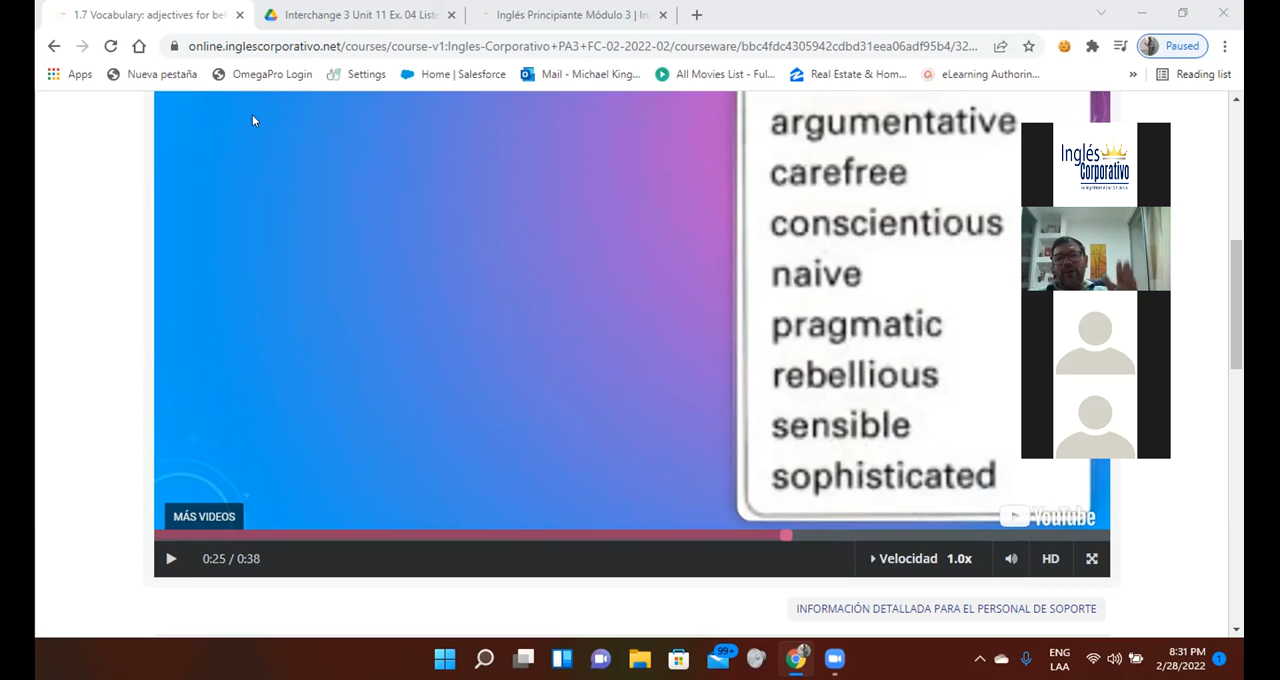 1.7 Vocabulary: adjectives for bel
Interchange 3 Unit 11 Ex. 04 Liste
Inglés Principiante Módulo 3 | In
online.inglescorporativo.net/courses/course-v1:Ingles-Corporativo+PA3+FC-02-2022-02/courseware/bbc4fdc4305942cdbd31eea06adf95b4/32...
Paused
Apps
Nueva pestaña
OmegaPro Login
Settings
Home | Salesforce
Mail - Michael King...
All Movies List - Ful...
Real Estate & Hom...
eLearning Authorin...
»
Reading list
argumentative
carefree
conscientious
naive
pragmatic
rebellious
sensible
sophisticated
Inglés
Corporativo
MÁS VIDEOS
YouTube
0:25 / 0:38
Velocidad 1.0x
HD
INFORMACIÓN DETALLADA PARA EL PERSONAL DE SOPORTE
99+
ENG
LAA
8:31 PM
2/28/2022
1